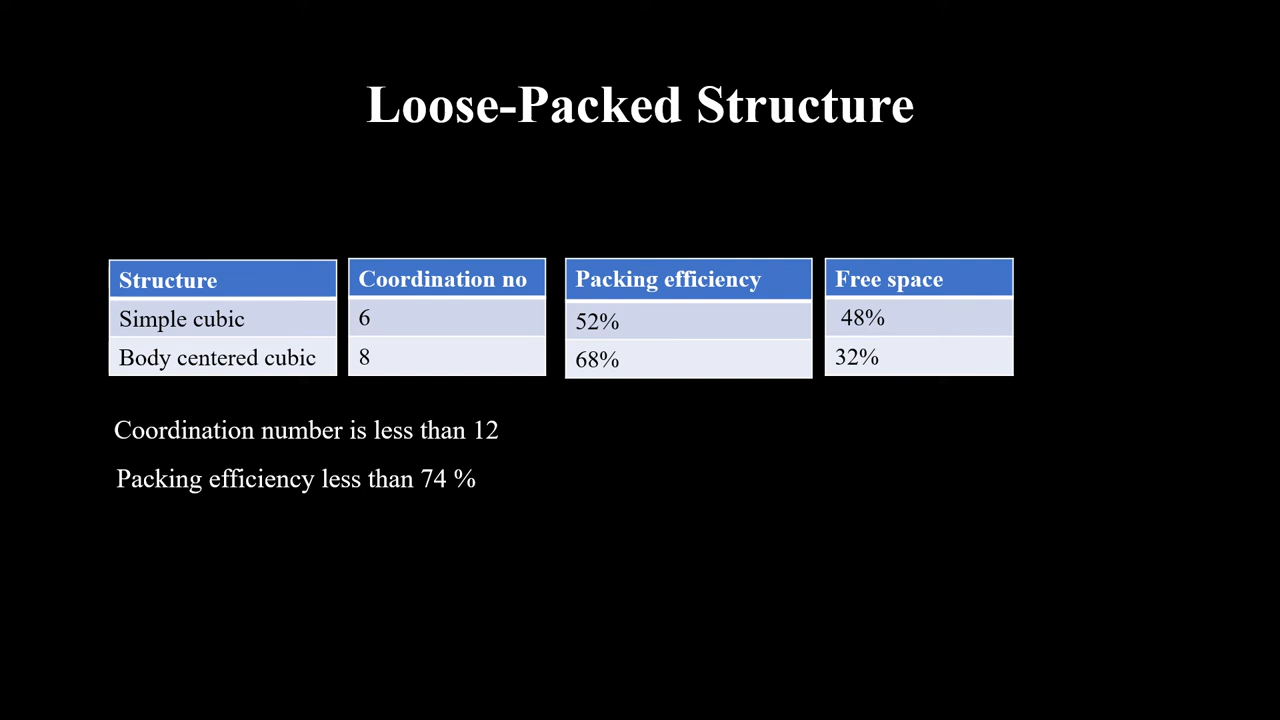 Loose-Packed Structure
Structure Coordination no Packing efficiency Free space
Simple cubic 6 52% 48%
Body centered cubic 8 68% 32%
Coordination number is less than 12
Packing efficiency less than 74 %